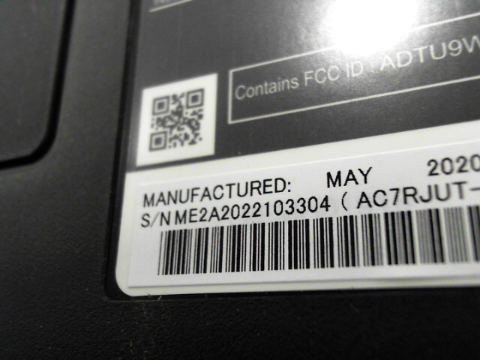 Contains FCC ID : ADTU9W
MANUFACTURED: MAY 2020
S/N ME2A2022103304 ( AC7RJUT-